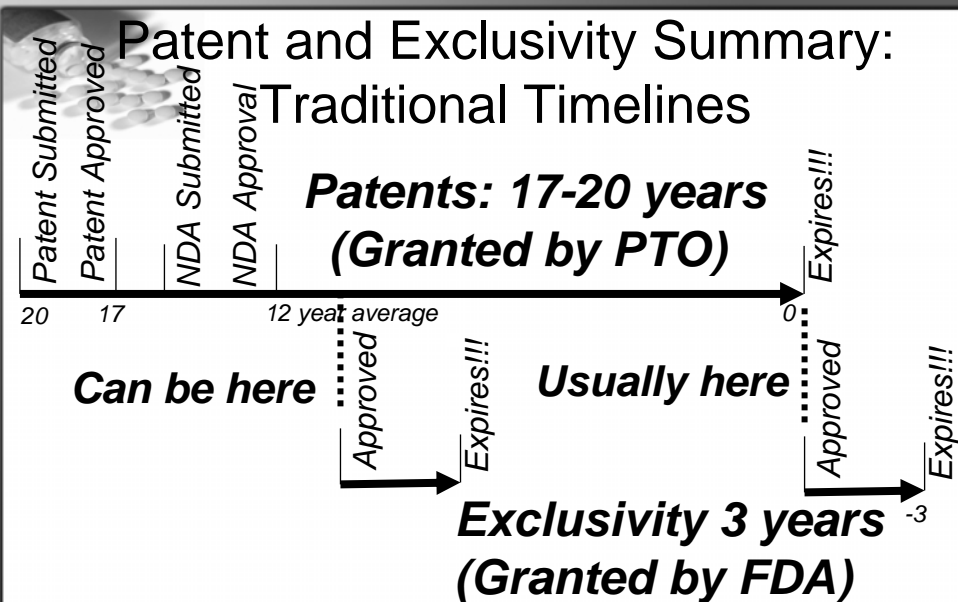 Patent and Exclusivity Summary:
Traditional Timelines
Patent Submitted
Patent Approved
NDA Submitted
NDA Approval
Patents: 17-20 years
(Granted by PTO)
Expires!!!
20
17
12 year average
0
Can be here
Approved
Expires!!!
Usually here
Approved
Expires!!!
Exclusivity 3 years
-3
(Granted by FDA)